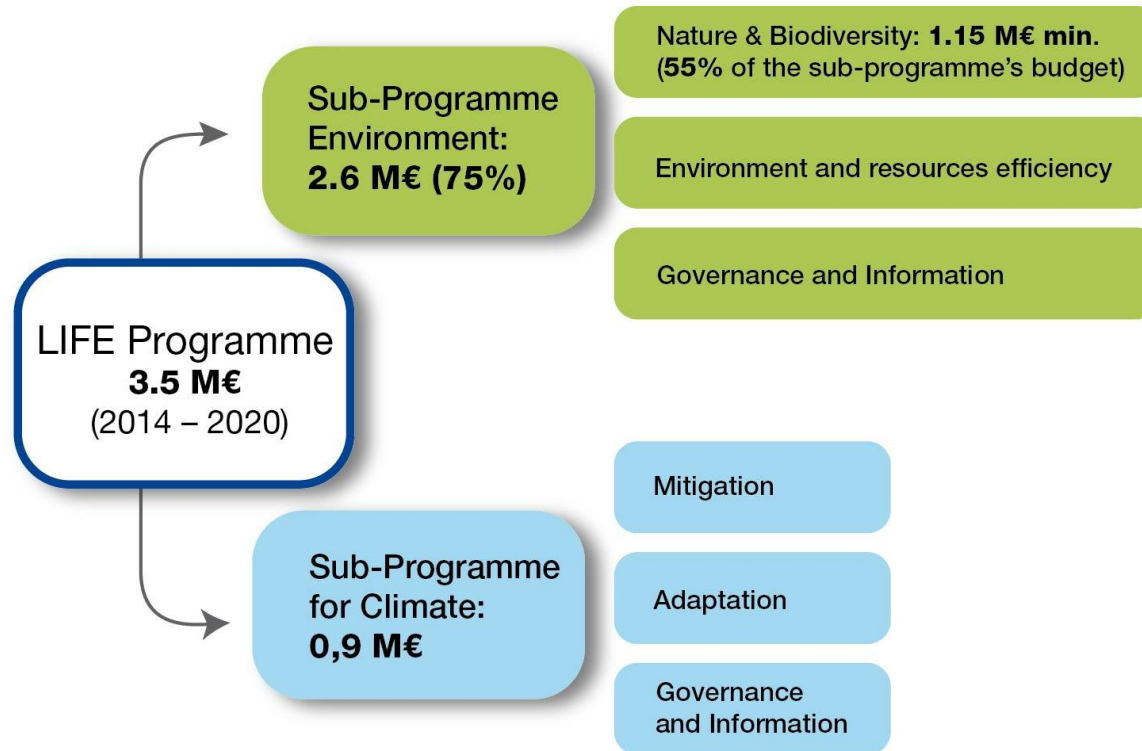 LIFE Programme
3.5 M€
(2014 – 2020)
Sub-Programme
Environment:
2.6 M€ (75%)
Nature & Biodiversity: 1.15 M€ min.
(55% of the sub-programme’s budget)
Environment and resources efficiency
Governance and Information
Sub-Programme
for Climate:
0,9 M€
Mitigation
Adaptation
Governance
and Information